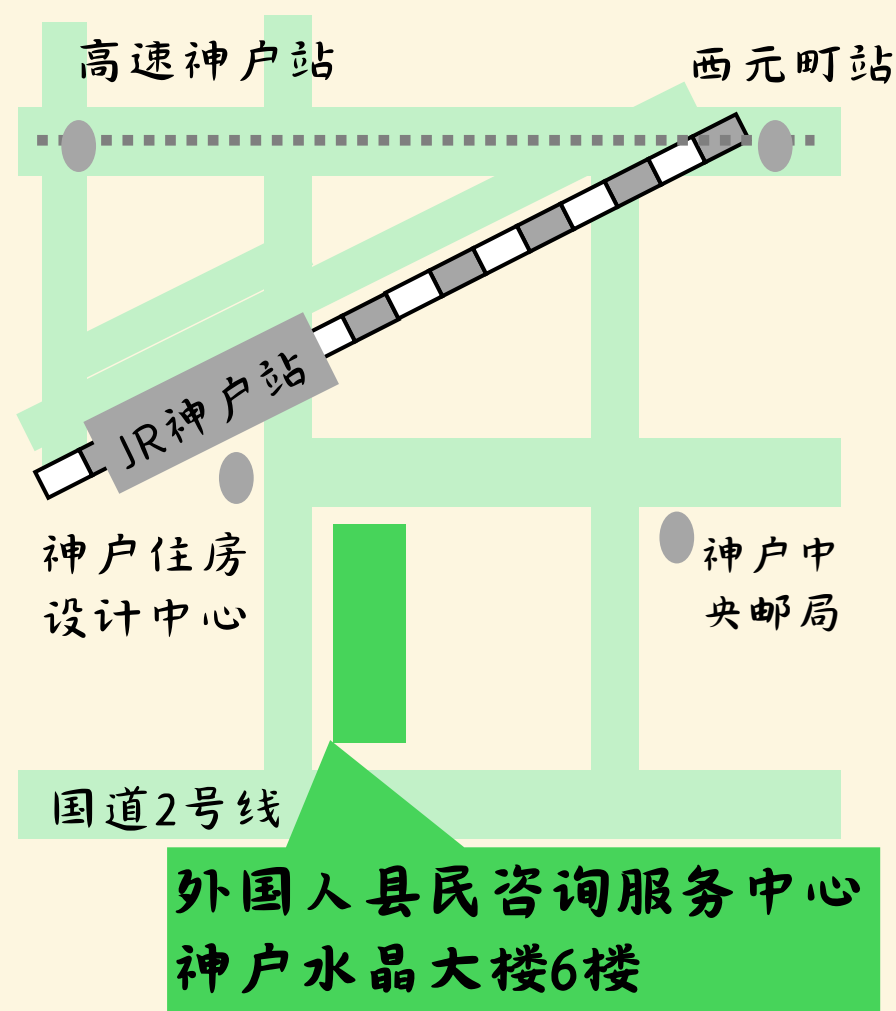 高速神户站
西元町站
JR神户站
神户住房
设计中心
神户中
央邮局
国道2号线
外国人县民咨询服务中心
神户水晶大楼6楼